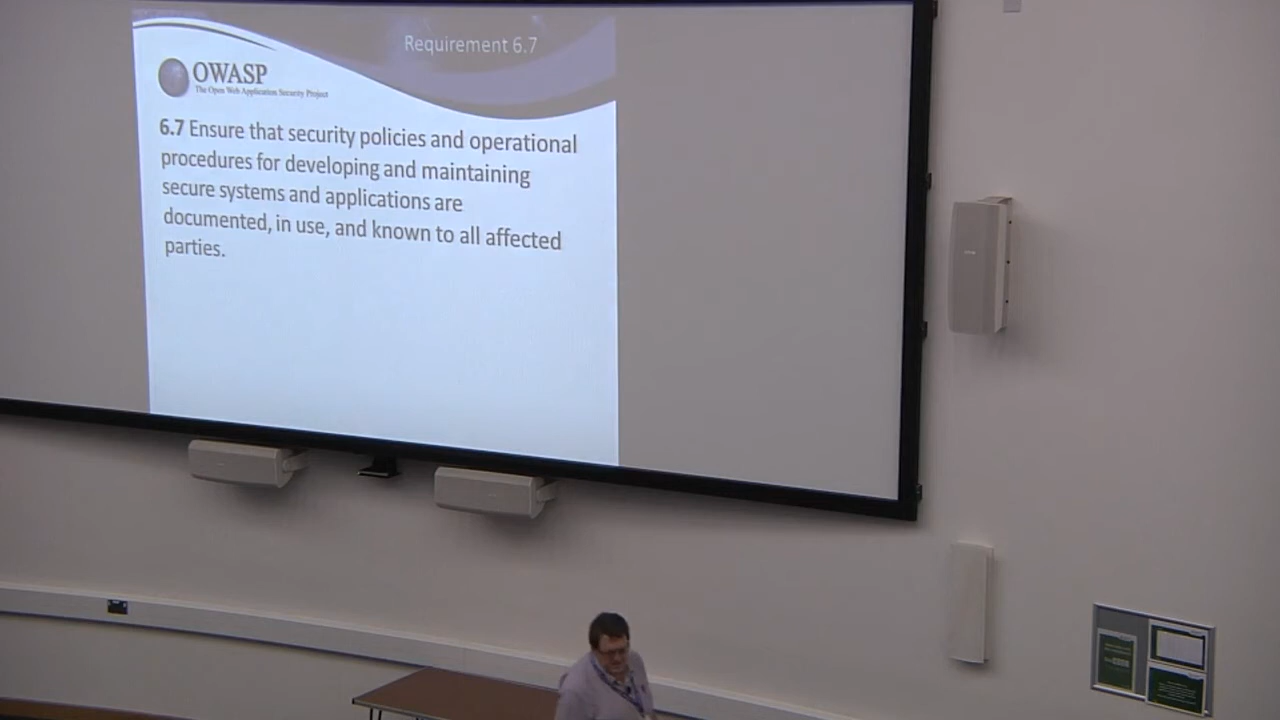 Requirement 6.7
OWASP
The Open Web Application Security Project
6.7 Ensure that security policies and operational
procedures for developing and maintaining
secure systems and applications are
documented, in use, and known to all affected
parties.